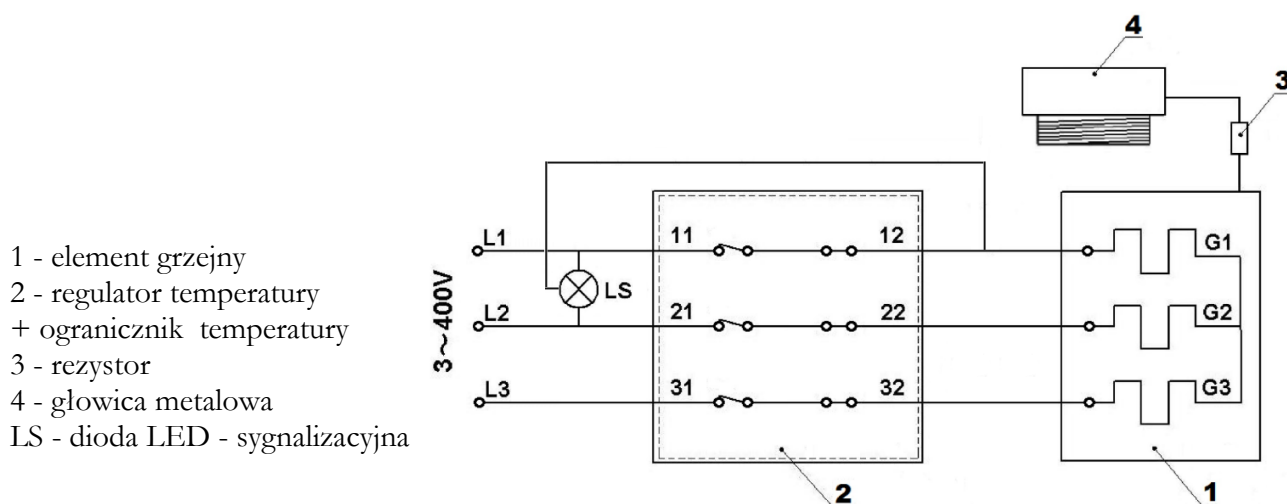 4
3
L1
11
12
G1
LS
3~400V
L2
21
22
G2
L3
31
32
G3
2
1
1 - element grzejny
2 - regulator temperatury
+ ogranicznik temperatury
3 - rezystor
4 - głowica metalowa
LS - dioda LED - sygnalizacyjna